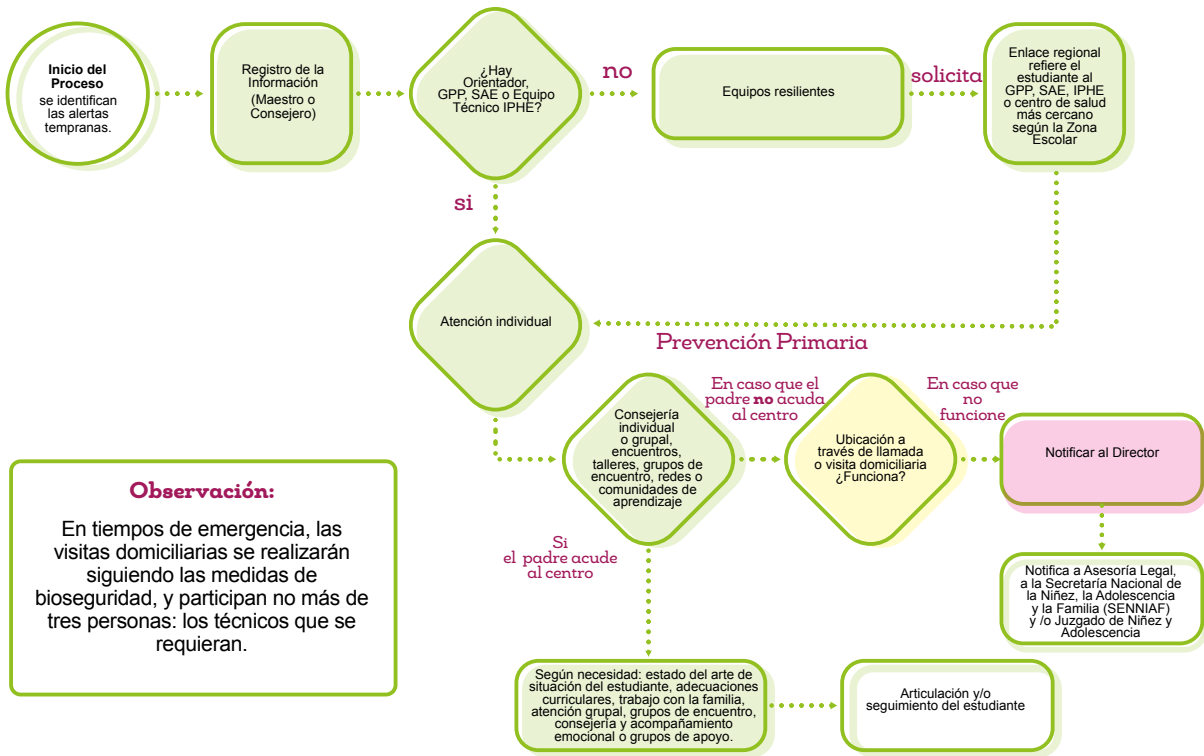 Inicio del
Proceso
se identifican
las alertas
tempranas.
Registro de la
Información
(Maestro o
Consejero)
¿Hay
Orientador,
GPP, SAE o Equipo
Técnico IPHE?
no
Equipos resilientes
solicita
Enlace regional
refiere el
estudiante al
GPP, SAE, IPHE
o centro de salud
más cercano
según la Zona
Escolar
si
Atención individual
Prevención Primaria
Consejería
individual
o grupal,
encuentros,
talleres, grupos de
encuentro, redes o
comunidades de
aprendizaje
En caso que el
padre no acuda
al centro
Ubicación a
través de llamada
o visita domiciliaria
¿Funciona?
En caso que
no
funcione
Notificar al Director
Notifica a Asesoría Legal,
a la Secretaría Nacional de
la Niñez, la Adolescencia
y la Familia (SENNIAF)
y /o Juzgado de Niñez y
Adolescencia
Si
el padre acude
al centro
Según necesidad: estado del arte de
situación del estudiante, adecuaciones
curriculares, trabajo con la familia,
atención grupal, grupos de encuentro,
consejería y acompañamiento
emocional o grupos de apoyo.
Articulación y/o
seguimiento del estudiante
Observación:
En tiempos de emergencia, las
visitas domiciliarias se realizarán
siguiendo las medidas de
bioseguridad, y participan no más de
tres personas: los técnicos que se
requieran.